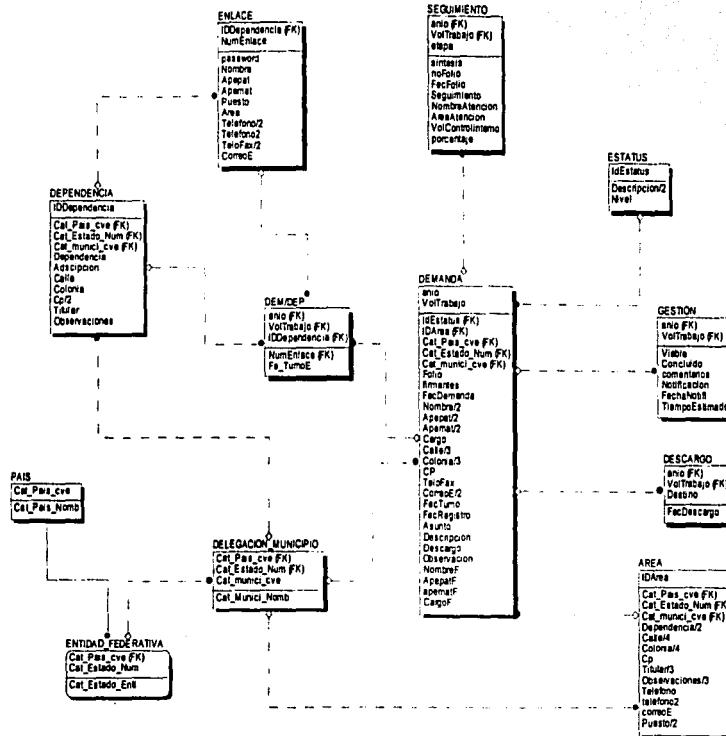 ENLACE
IDDependencia (FK)
NumEnlace
password
Nombre
Apepat
Apemat
Puesto
Area
Telefono/2
Telefono2
TeloFax/2
CorreoE
SEGUIMIENTO
anio (FK)
VolTrabajo (FK)
etapa
sintesis
noFolio
FecFolio
Seguimiento
NombreAtencion
AreaAtencion
VolControlInterno
porcentaje
ESTATUS
IdEstatus
Descripcion/2
Nivel
DEPENDENCIA
IDDependencia
Cat_Pais_cve (FK)
Cat_Estado_Num (FK)
Cat_munici_cve (FK)
Dependencia
Adscripcion
Calle
Colonia
Cp/2
Titular
Observaciones
DEM/DEP
anio (FK)
VolTrabajo (FK)
IDDependencia (FK)
NumEnlace (FK)
Fe_TurnoE
DEMANDA
anio
VolTrabajo
IdEstatus (FK)
IDArea (FK)
Cat_Pais_cve (FK)
Cat_Estado_Num (FK)
Cat_munici_cve (FK)
Folio
firmantes
FecDemanda
Nombre/2
Apepat/2
Apemat/2
Cargo
Calle/3
Colonia/3
CP
TeloFax
CorreoE/2
FecTurno
FecRegistro
Asunto
Descripcion
Descargo
Observacion
NombreF
ApepatF
apematF
CargoF
GESTION
anio (FK)
VolTrabajo (FK)
Viable
Concluido
comentarios
Notificacion
FechaNotifi
TiempoEstimado
DESCARGO
anio (FK)
VolTrabajo (FK)
Destino
FecDescargo
PAIS
Cat_Pais_cve
Cat_Pais_Nomb
DELEGACION_MUNICIPIO
Cat_Pais_cve (FK)
Cat_Estado_Num (FK)
Cat_munici_cve
Cat_Munici_Nomb
ENTIDAD_FEDERATIVA
Cat_Pais_cve (FK)
Cat_Estado_Num
Cat_Estado_Enti
AREA
IDArea
Cat_Pais_cve (FK)
Cat_Estado_Num (FK)
Cat_munici_cve (FK)
Dependencia/2
Calle/4
Colonia/4
Cp
Titular/3
Observaciones/3
Telefono
telefono2
correoE
Puesto/2